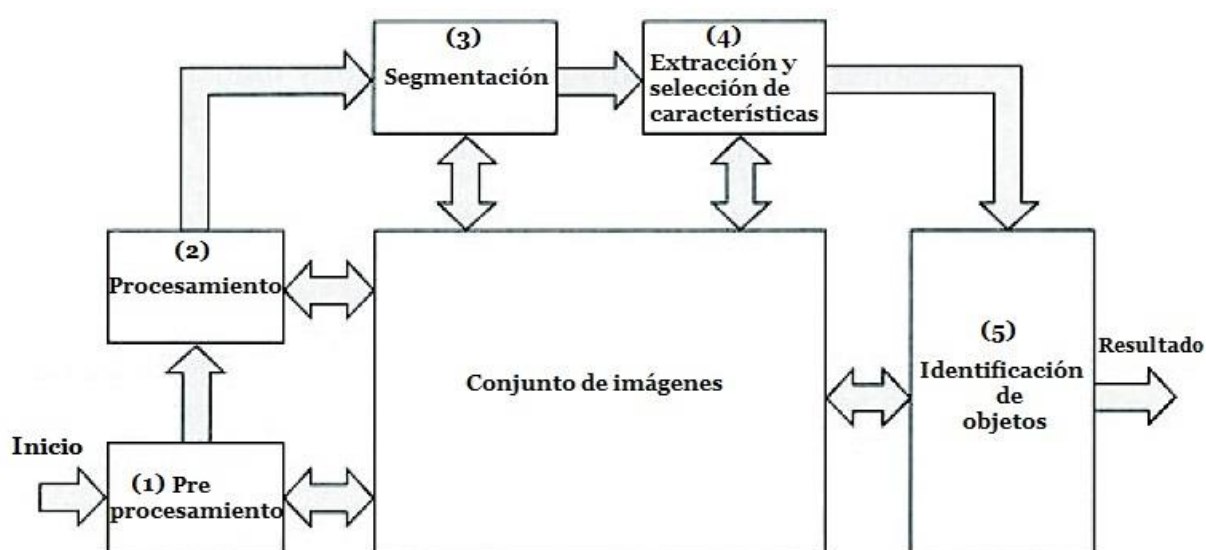 (3)
Segmentación
(4)
Extracción y
selección de
características
(2)
Procesamiento
Conjunto de imágenes
(5)
Identificación
de
objetos
Resultado
Inicio
(1) Pre
procesamiento